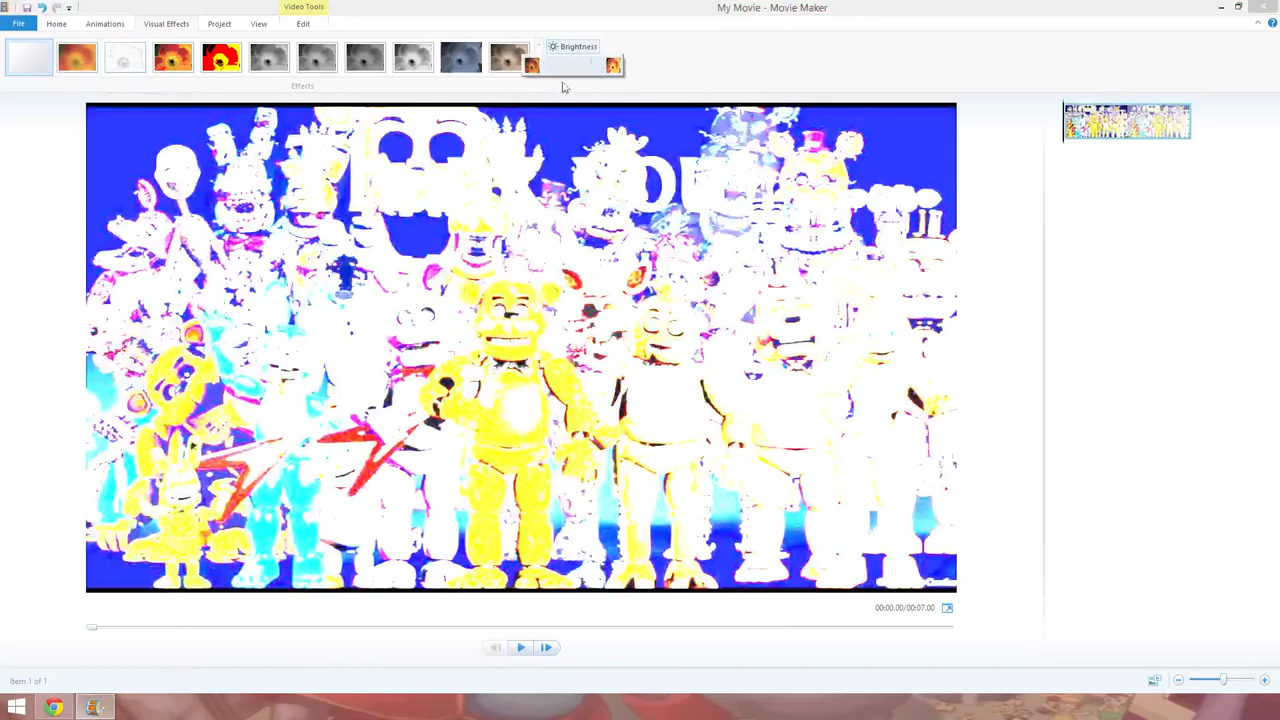 My Movie - Movie Maker
Video Tools
File
Home
Animations
Visual Effects
Project
View
Edit
Brightness
Effects
00:00.00/00:07.00
Item 1 of 1